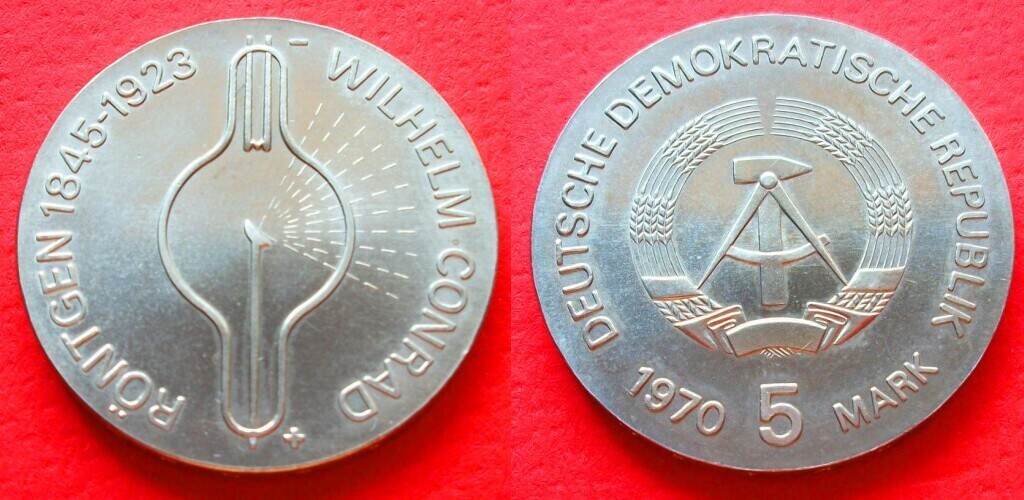 WILHELM·CONRAD
RÖNTGEN 1845-1923
− +
DEUTSCHE DEMOKRATISCHE REPUBLIK
1970 5 MARK